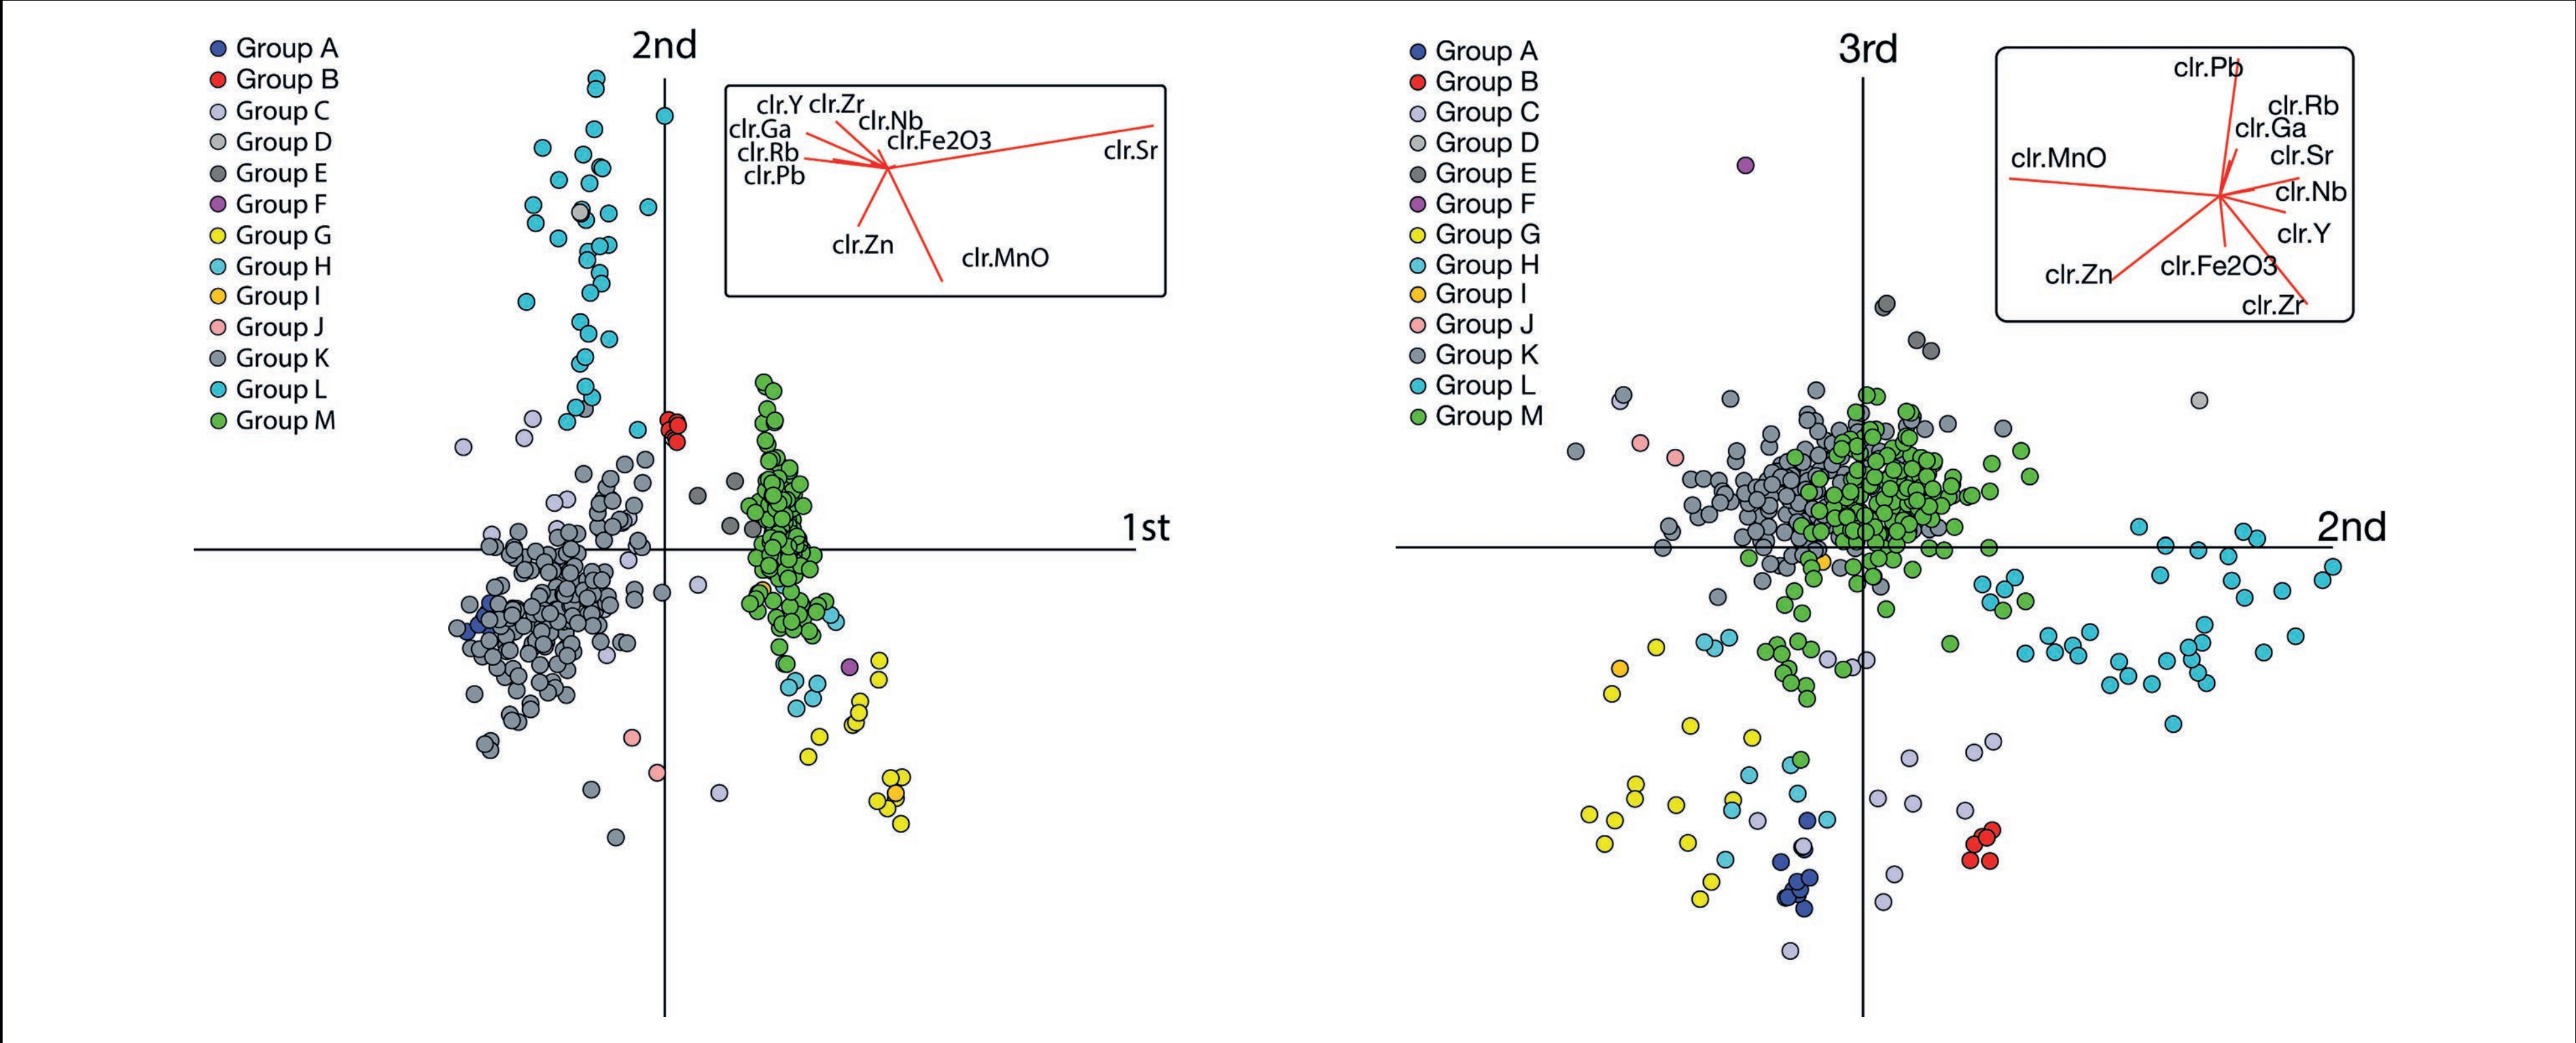 2nd
Group A
Group B
Group C
Group D
Group E
Group F
Group G
Group H
Group I
Group J
Group K
Group L
Group M
clr.Y clr.Zr
clr.Nb
clr.Ga
clr.Fe2O3
clr.Rb
clr.Sr
clr.Pb
clr.Zn
clr.MnO
1st
3rd
Group A
Group B
Group C
Group D
Group E
Group F
Group G
Group H
Group I
Group J
Group K
Group L
Group M
clr.Pb
clr.Rb
clr.Ga
clr.MnO
clr.Sr
clr.Nb
clr.Y
clr.Zn
clr.Fe2O3
clr.Zr
2nd